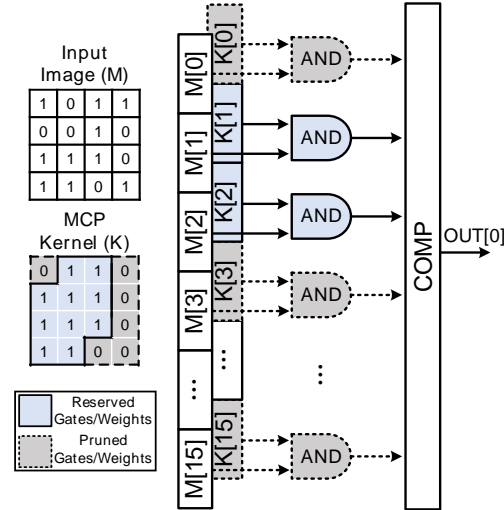 Input
Image (M)
1 0 1 1
0 0 1 0
1 1 1 0
1 1 0 1
MCP
Kernel (K)
0 1 1 0
1 1 1 0
1 1 1 0
1 1 0 0
Reserved
Gates/Weights
Pruned
Gates/Weights
M[0]
M[1]
M[2]
M[3]
...
M[15]
K[0]
K[1]
K[2]
K[3]
...
K[15]
AND
AND
AND
AND
...
AND
COMP
OUT[0]